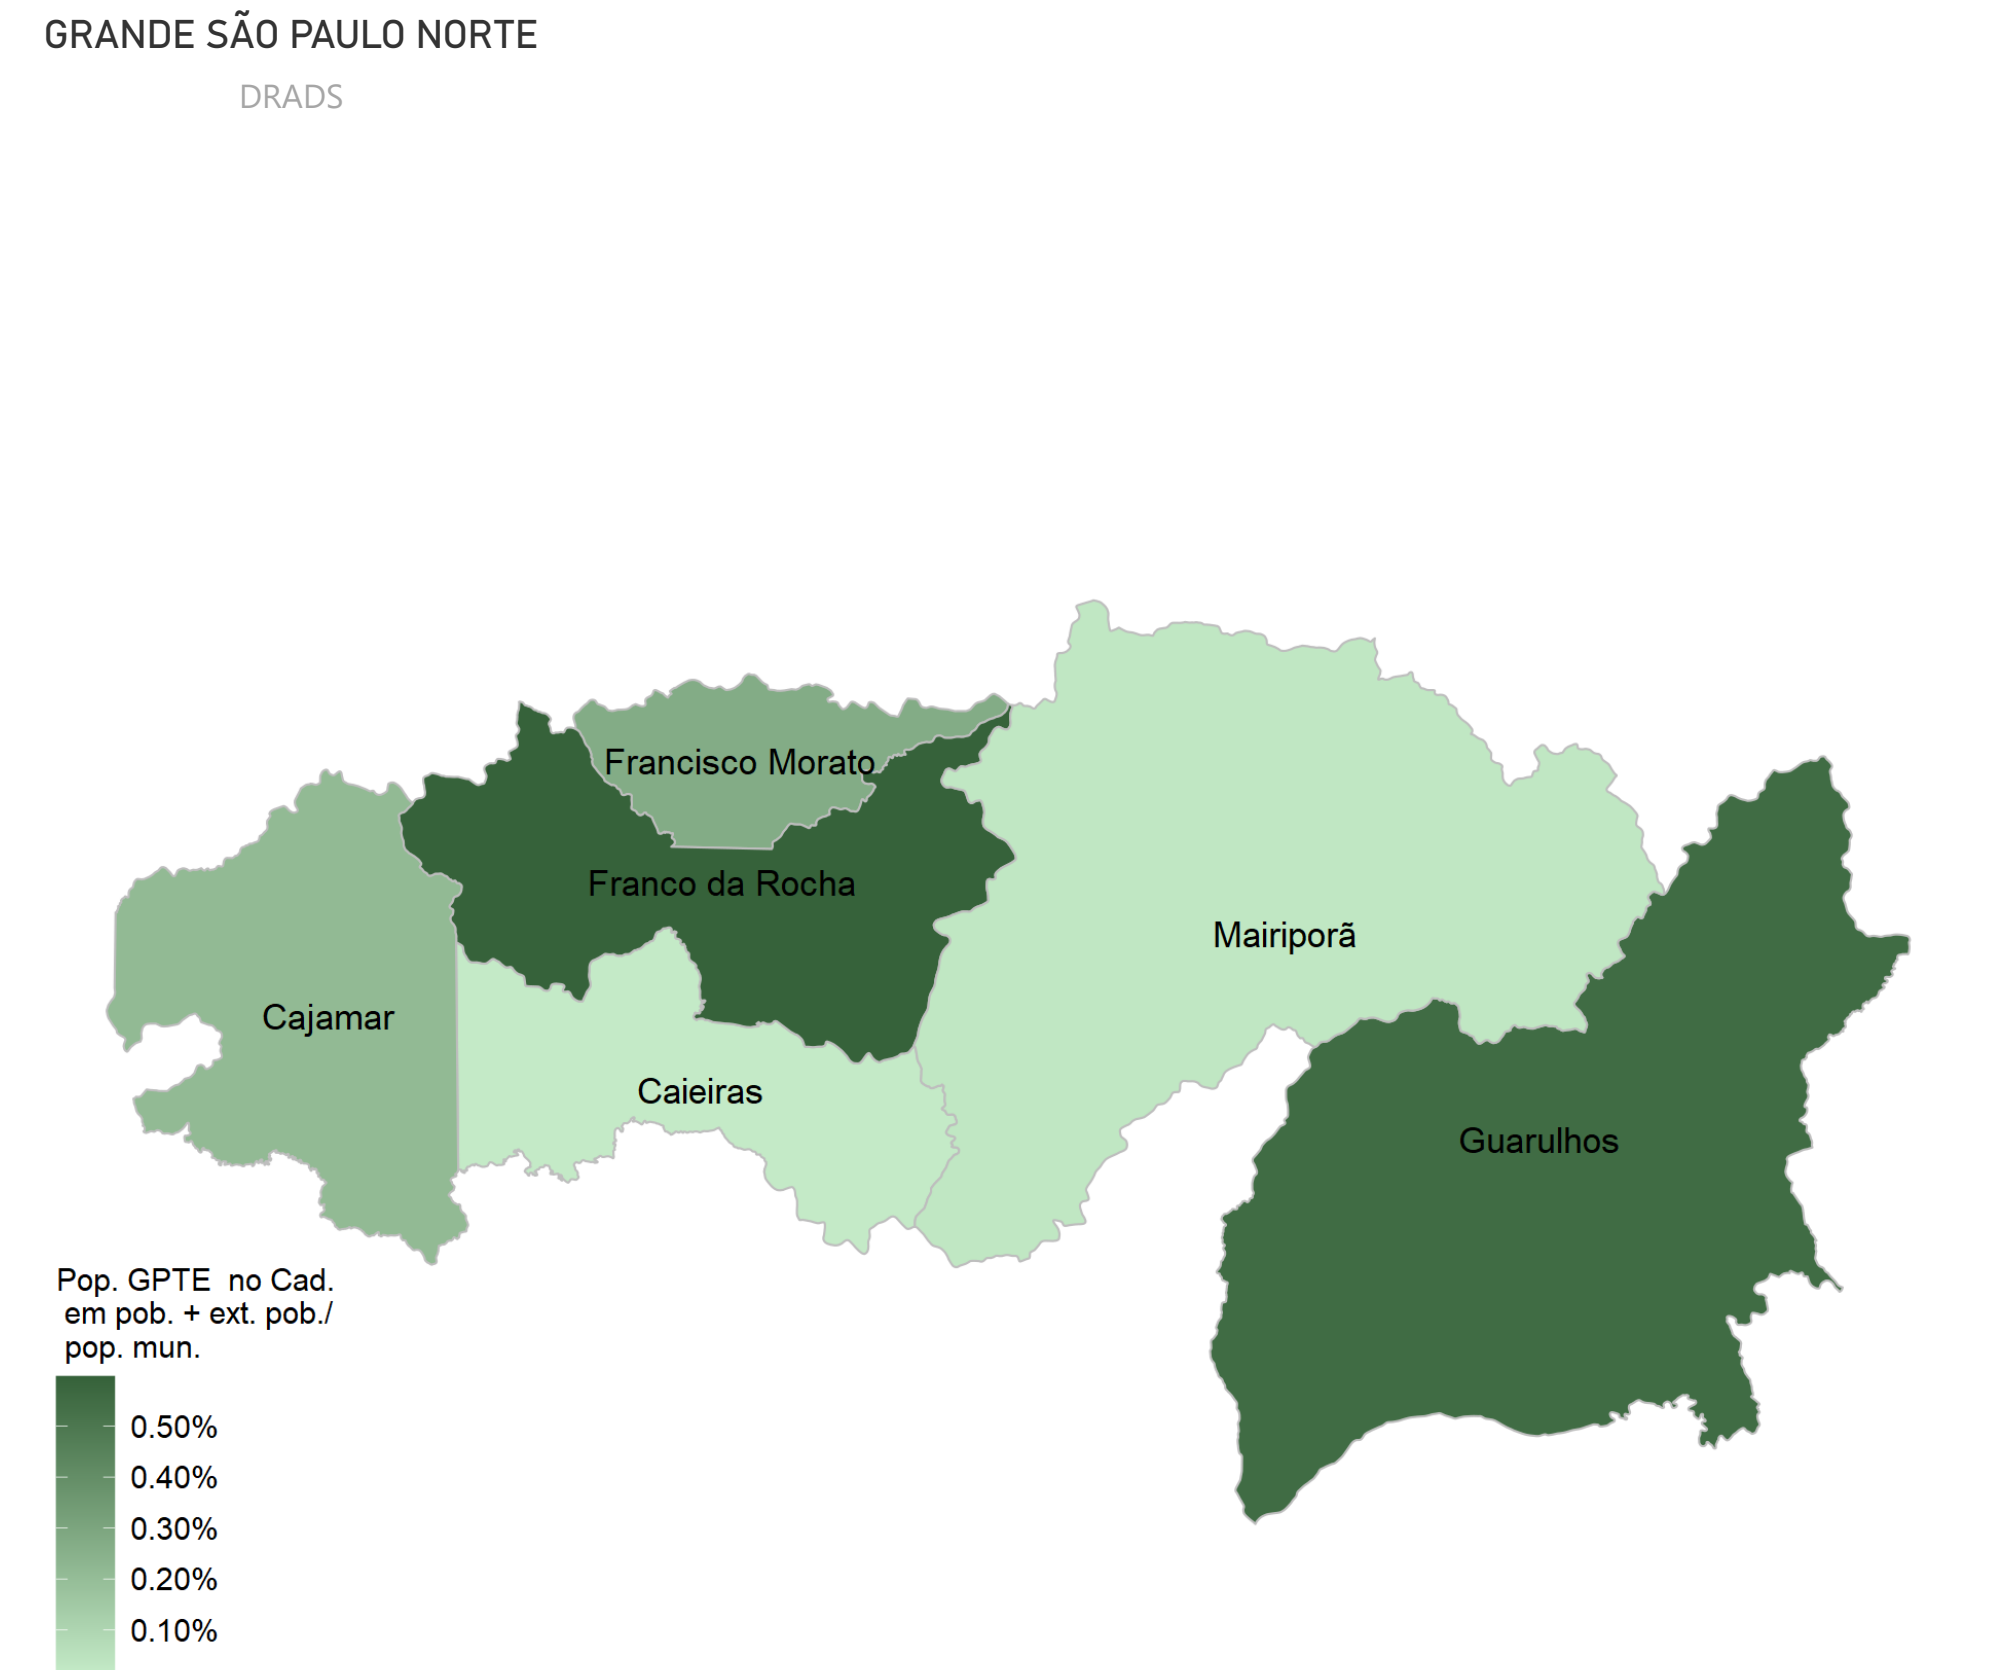 GRANDE SÃO PAULO NORTE
DRADS
Francisco Morato
Franco da Rocha
Mairiporã
Cajamar
Caieiras
Guarulhos
Pop. GPTE no Cad.
em pob. + ext. pob./
pop. mun.
0.50%
0.40%
0.30%
0.20%
0.10%